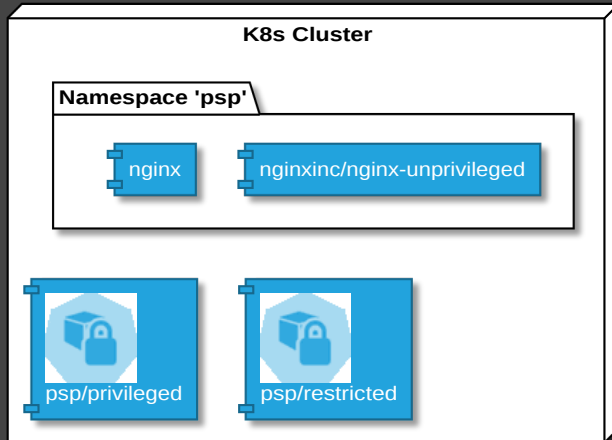 K8s Cluster
Namespace 'psp'
nginx
nginxinc/nginx-unprivileged
psp/privileged
psp/restricted